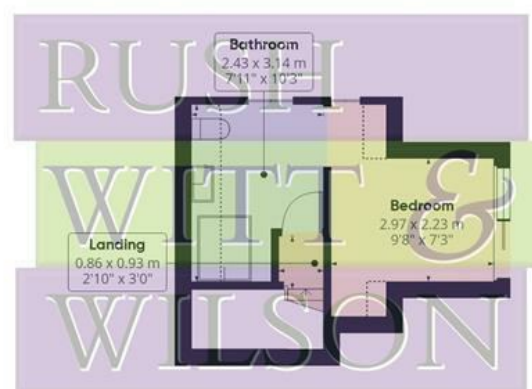 RUSH
Bathroom
2.43 x 3.14 m
7'11" x 10'3"
WITT &
Bedroom
2.97 x 2.23 m
9'8" x 7'3"
Landing
0.86 x 0.93 m
2'10" x 3'0"
WILSON